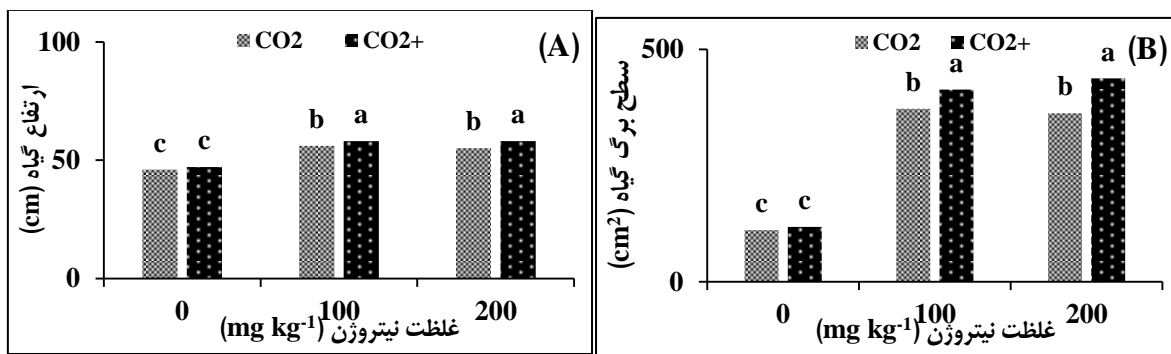 CO2 CO2+ (A)
100
50
0
ارتفاع گیاه (cm)
c c b a b a
0 100 200
غلظت نیتروژن (mg kg-1)
CO2 CO2+ (B)
500
0
سطح برگ گیاه (cm2)
c c b a b a
0 100 200
غلظت نیتروژن (mg kg-1)